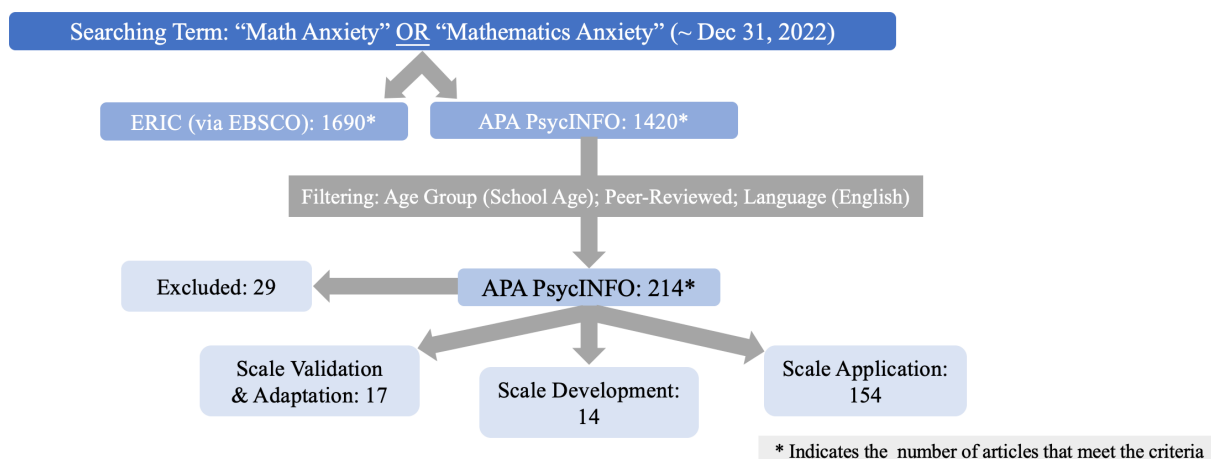 Searching Term: “Math Anxiety” OR “Mathematics Anxiety” (~ Dec 31, 2022)
ERIC (via EBSCO): 1690*
APA PsycINFO: 1420*
Filtering: Age Group (School Age); Peer-Reviewed; Language (English)
Excluded: 29
APA PsycINFO: 214*
Scale Validation
& Adaptation: 17
Scale Development:
14
Scale Application:
154
* Indicates the number of articles that meet the criteria